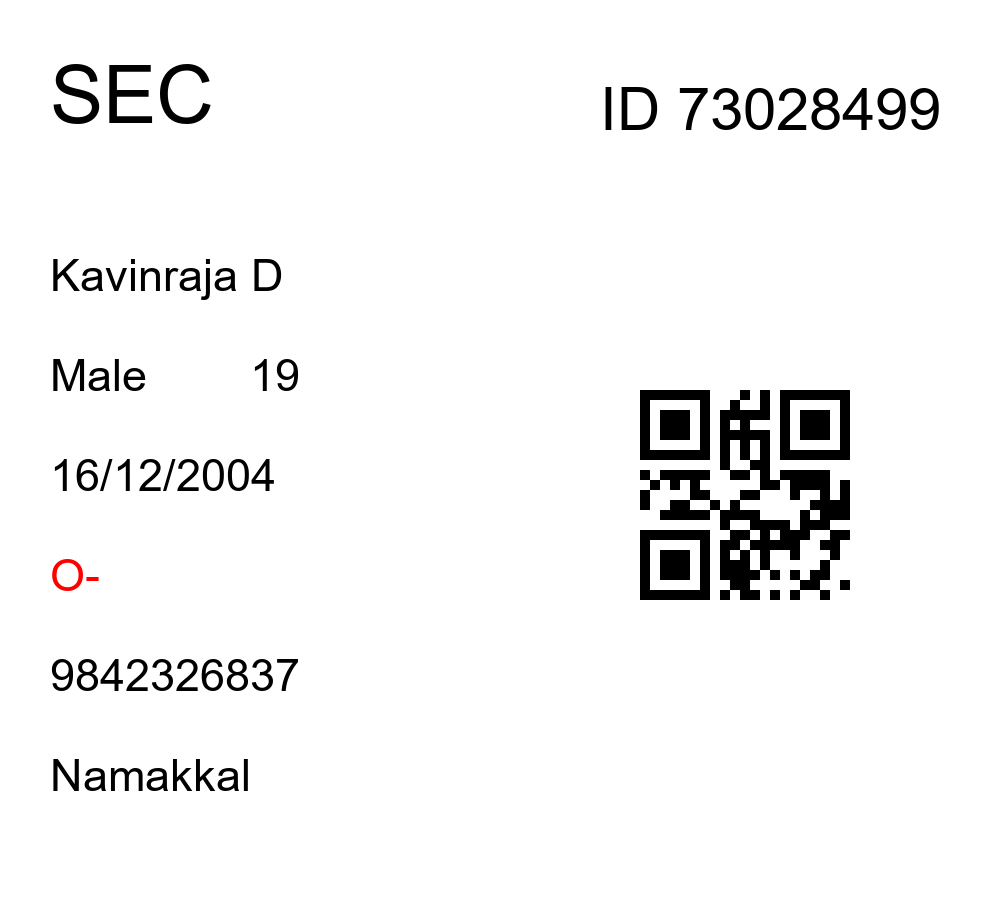 SEC
ID 73028499
Kavinraja D
Male 19
16/12/2004
O-
9842326837
Namakkal